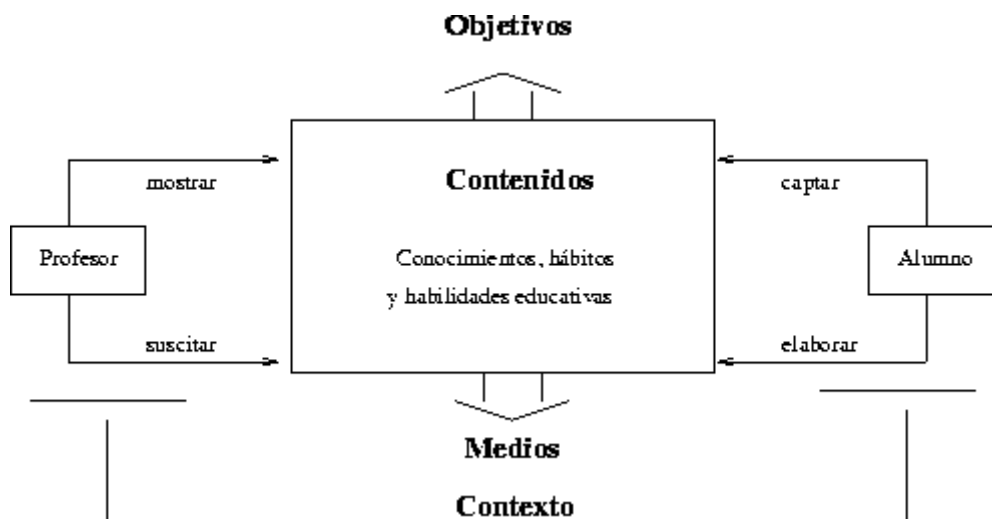 Objetivos
mostrar
captar
Contenidos
Profesor
Conocimientos, hábitos
y habilidades educativas
Alumno
suscitar
elaborar
Medios
Contexto